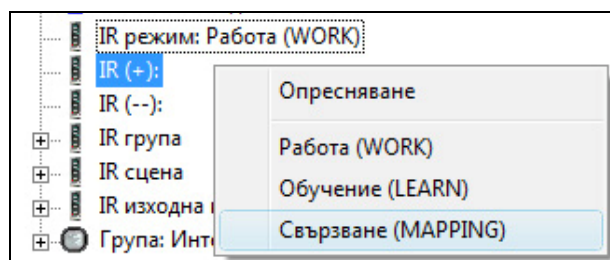 IR режим: Работа (WORK)
IR (+):
IR (--):
IR група
IR сцена
IR изходна
Група:
Опресняване
Работа (WORK)
Обучение (LEARN)
Свързване (MAPPING)